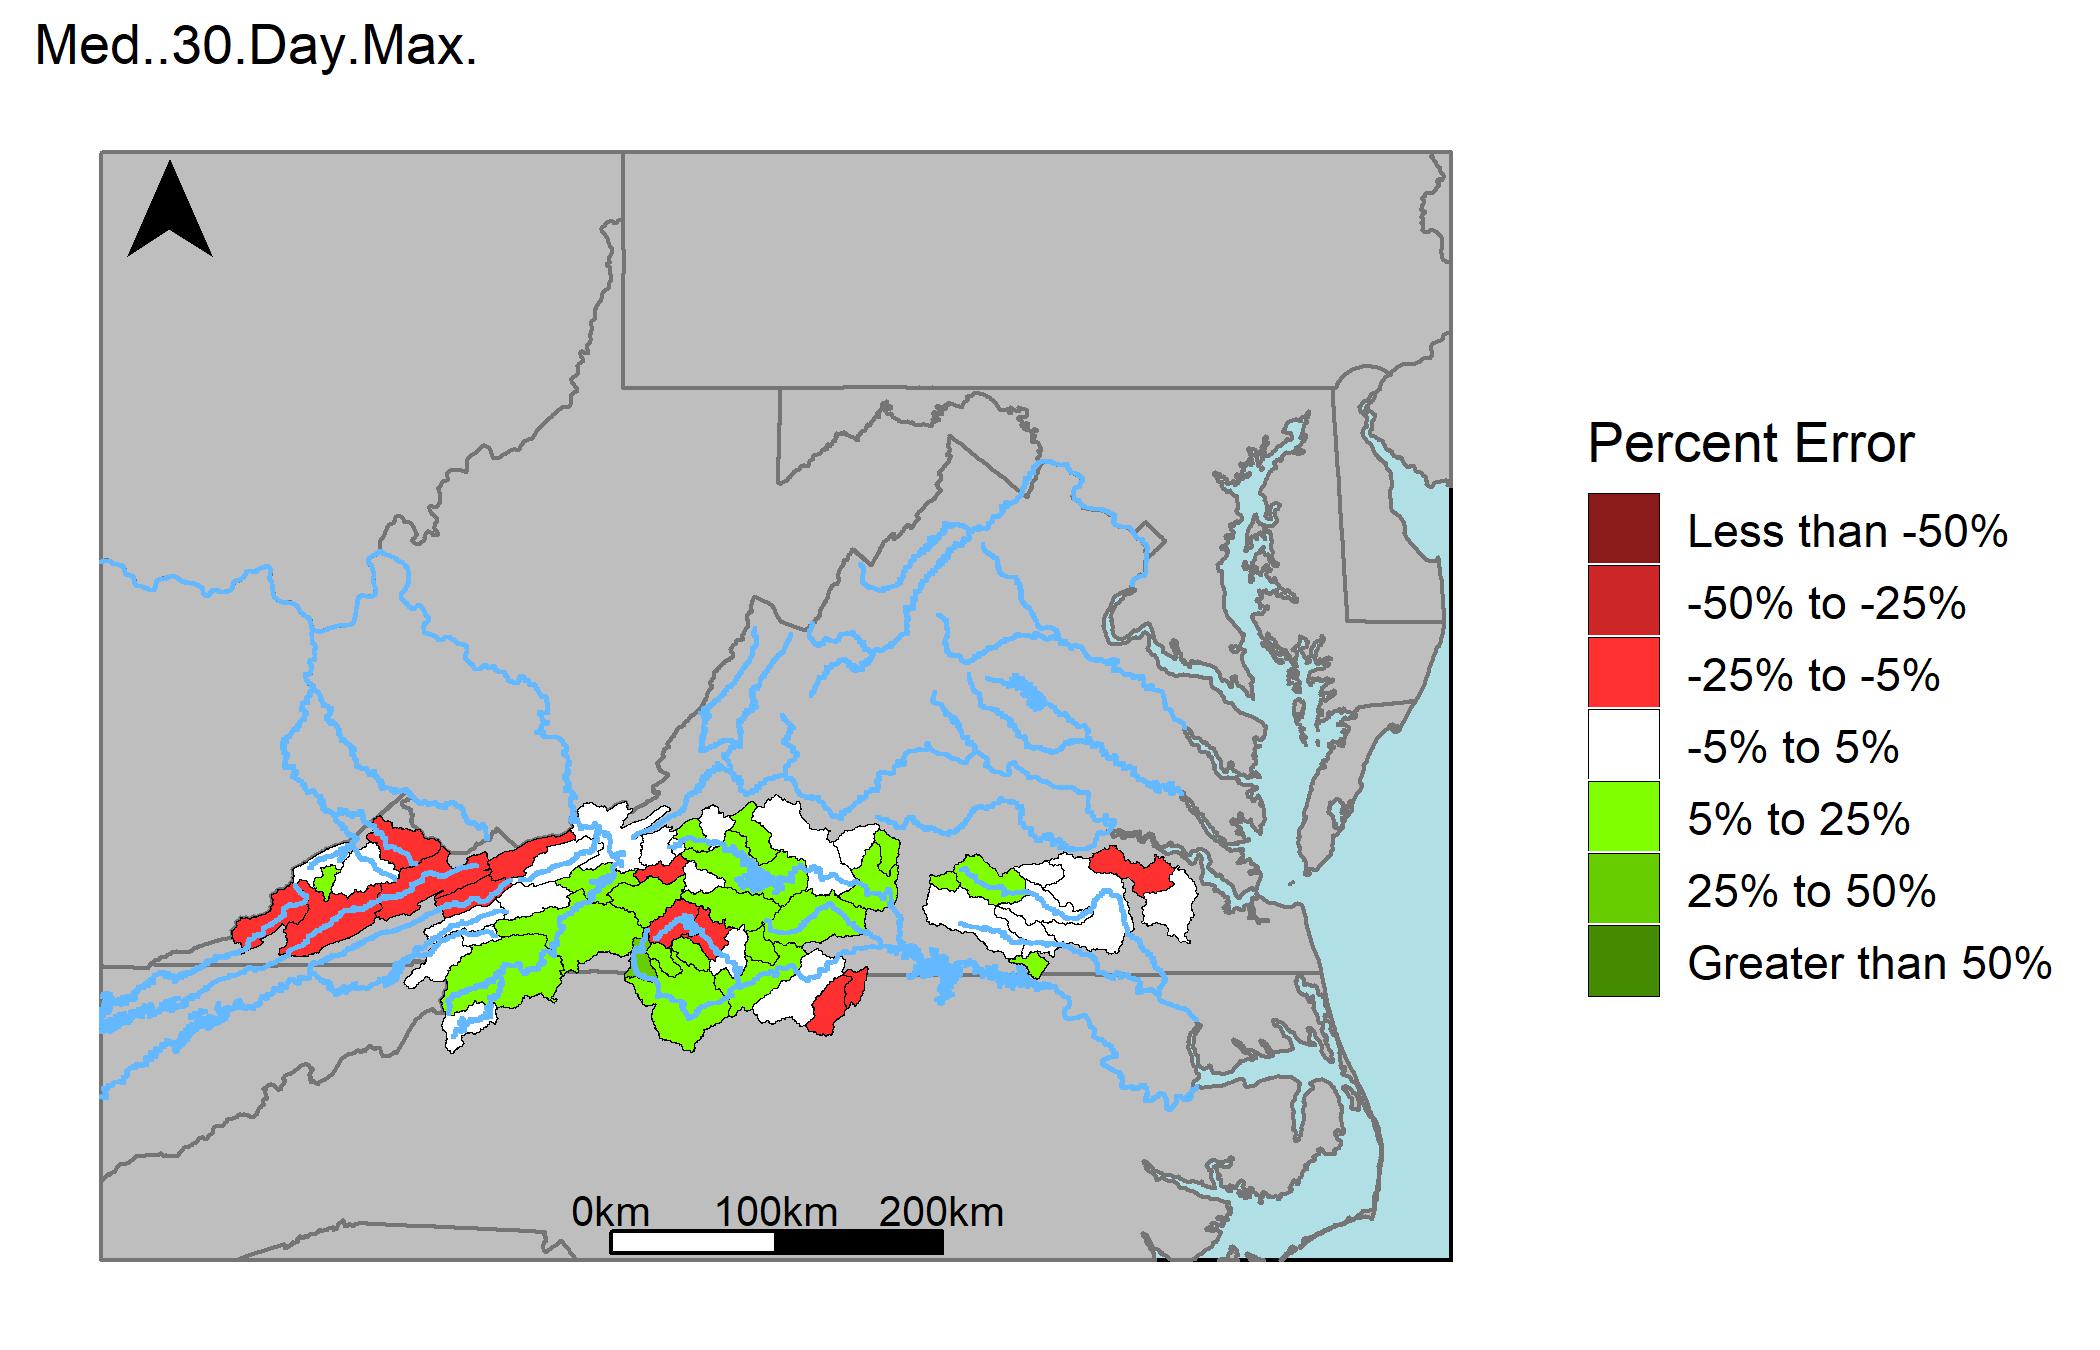 Med..30.Day.Max.
Percent Error
Less than -50%
-50% to -25%
-25% to -5%
-5% to 5%
5% to 25%
25% to 50%
Greater than 50%
0km 100km 200km